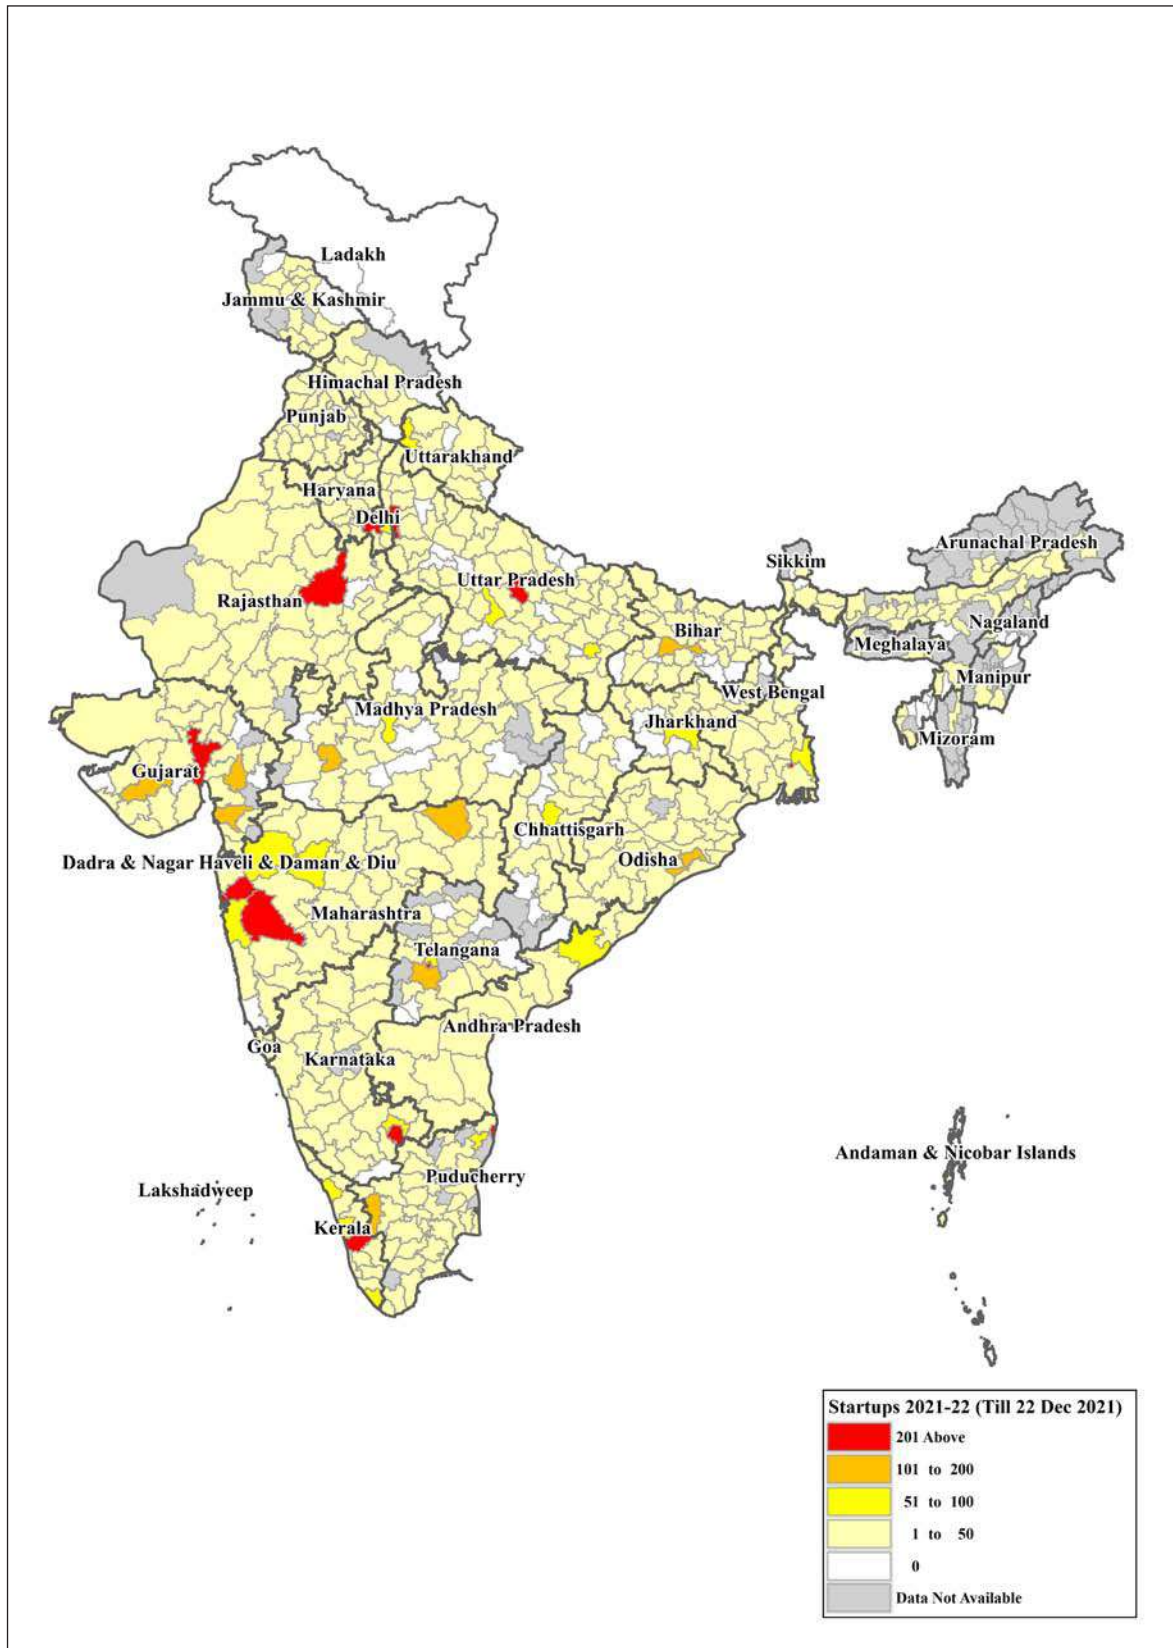 Ladakh
Jammu & Kashmir
Himachal Pradesh
Punjab
Uttarakhand
Haryana
Delhi
Arunachal Pradesh
Sikkim
Uttar Pradesh
Rajasthan
Nagaland
Bihar
Meghalaya
Manipur
West Bengal
Madhya Pradesh
Jharkhand
Mizoram
Gujarat
Chhattisgarh
Odisha
Dadra & Nagar Haveli & Daman & Diu
Maharashtra
Telangana
Andhra Pradesh
Goa
Karnataka
Andaman & Nicobar Islands
Puducherry
Lakshadweep
Kerala
Startups 2021-22 (Till 22 Dec 2021)
201 Above
101 to 200
51 to 100
1 to 50
0
Data Not Available